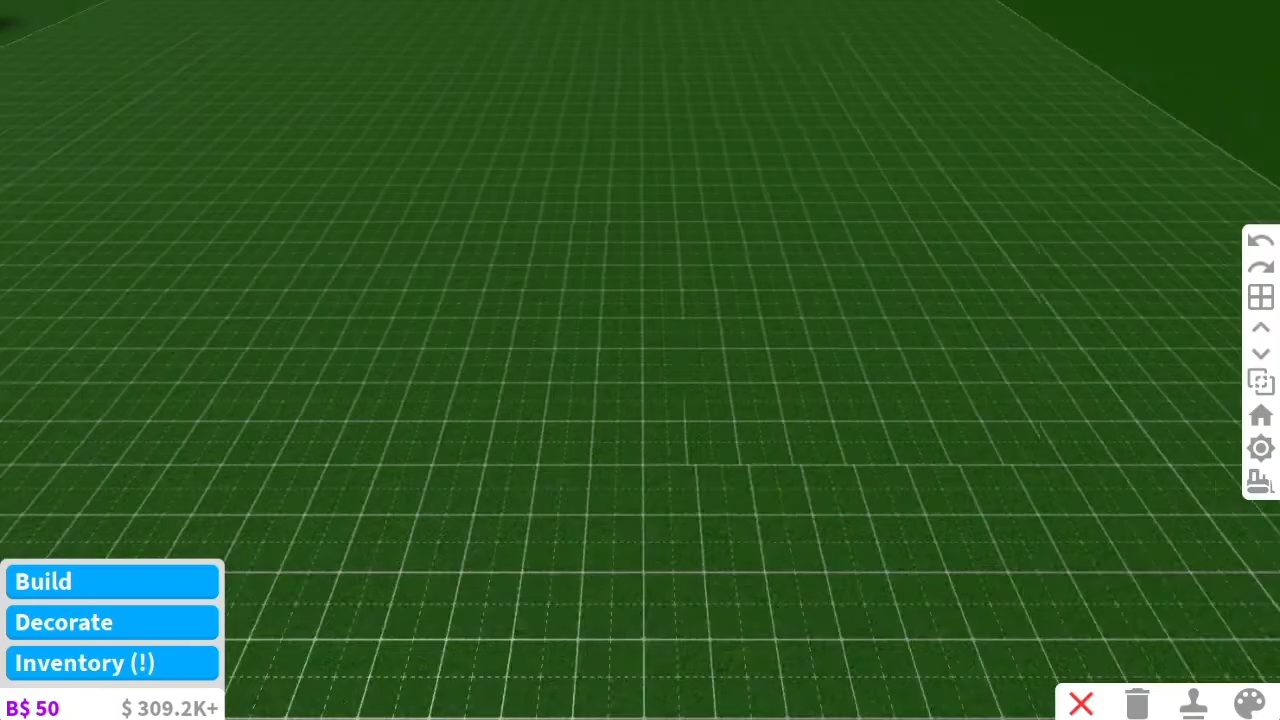 Build
Decorate
Inventory (!)
B$ 50 $ 309.2K+